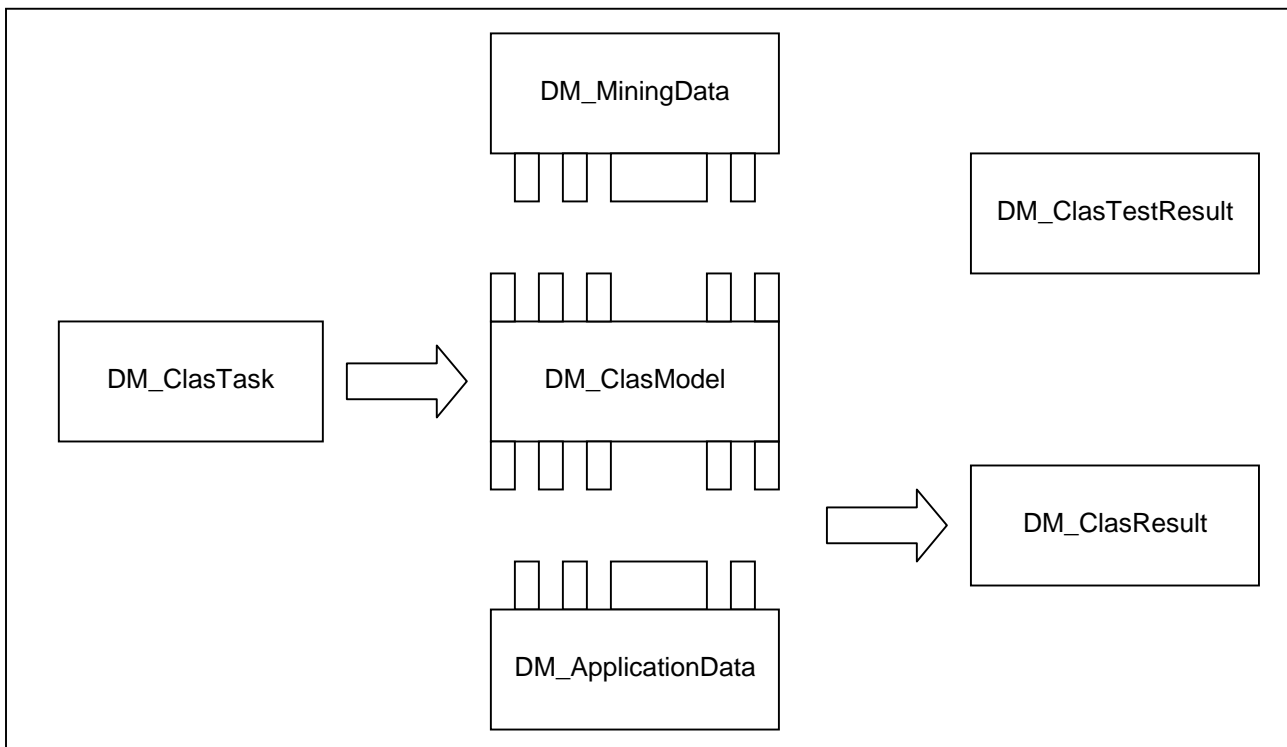 DM_MiningData
DM_ClasTestResult
DM_ClasTask
DM_ClasModel
DM_ClasResult
DM_ApplicationData